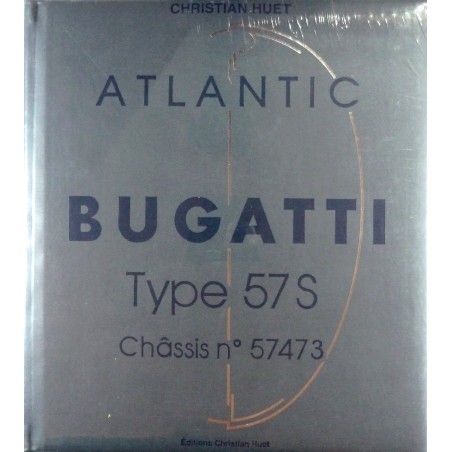 CHRISTIAN HUET
ATLANTIC
BUGATTI
Type 57S
Châssis n° 57473
Éditions Christian Huet